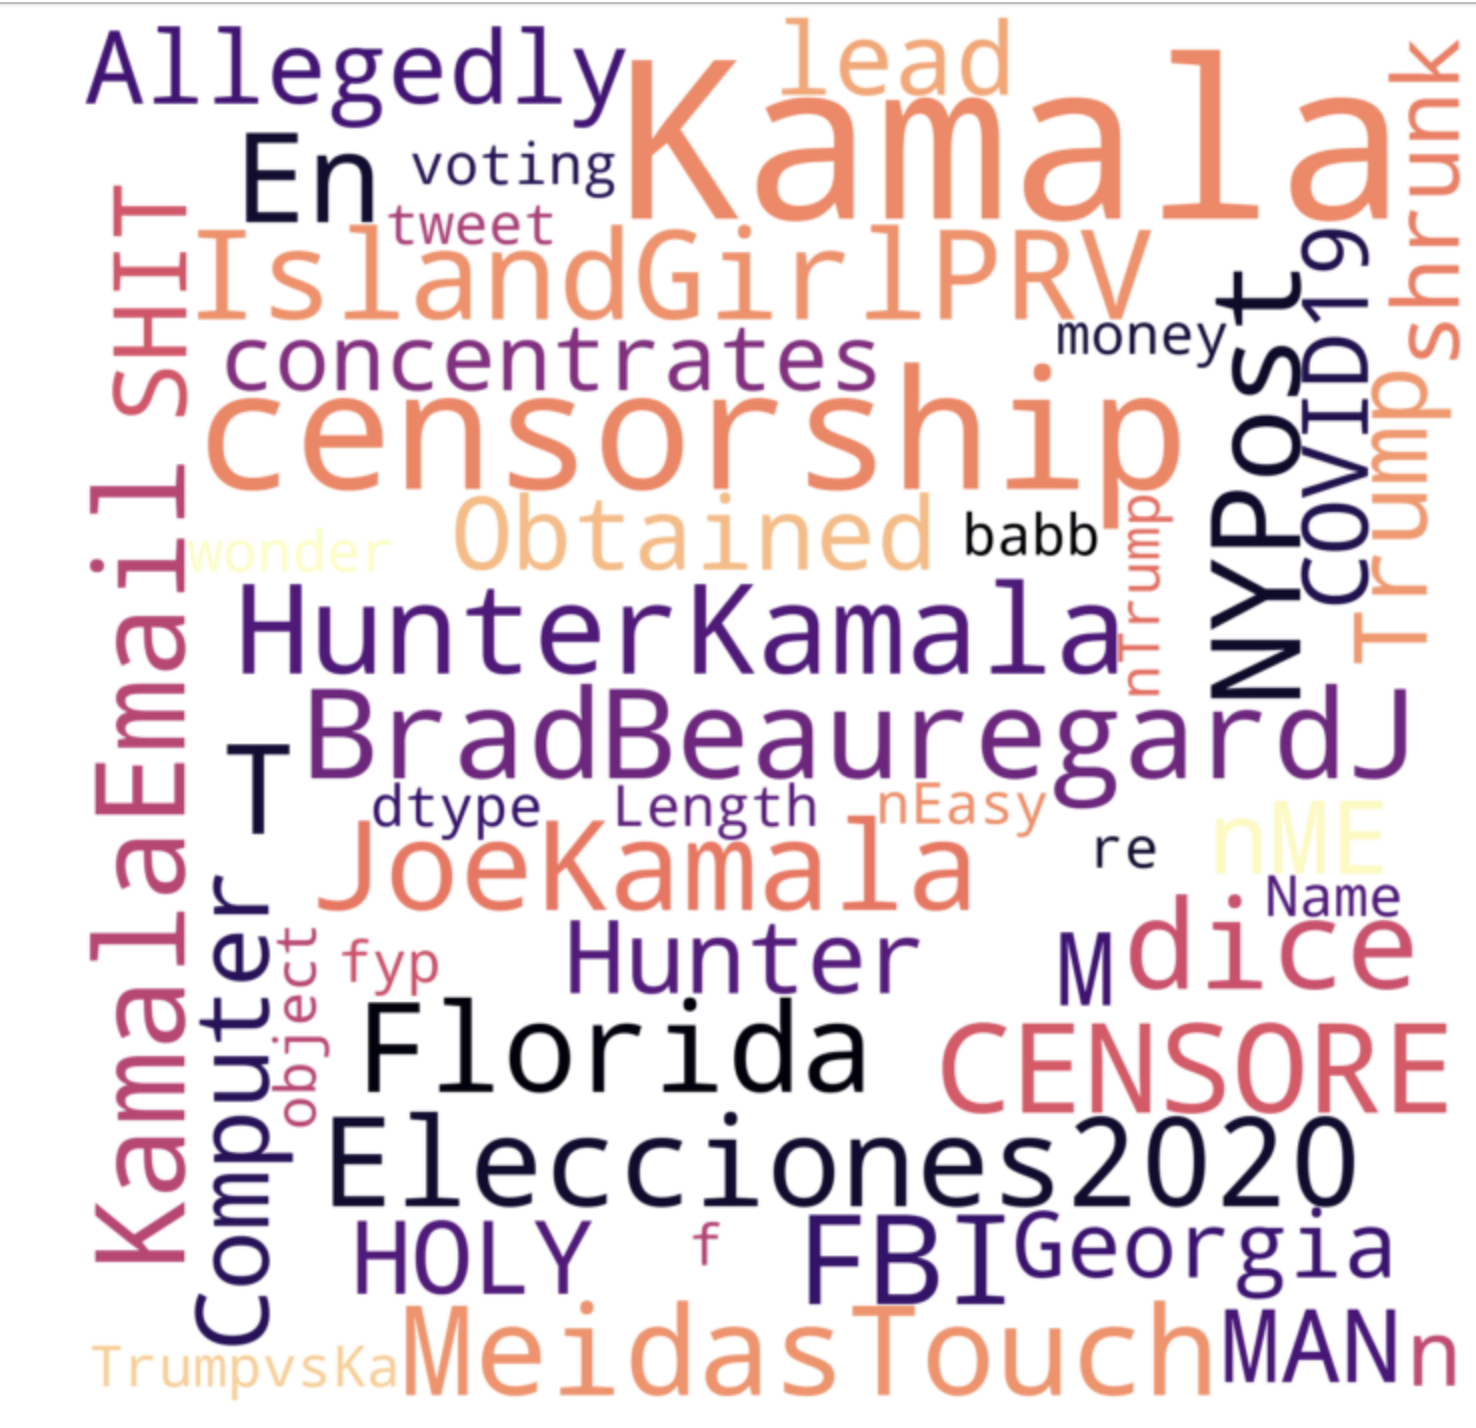 Allegedly
lead
Kamala
shrunk
En
voting
tweet
SHIT
IslandGirlPRV
COVID19
NYPost
money
concentrates
censorship
Trump
Obtained
babb
nTrump
wonder
KamalaEmail
HunterKamala
BradBeauregardJ
T
dtype
Length
nEasy
nME
re
JoeKamala
Name
Computer
object
fyp
Hunter
M
dice
Florida
CENSORE
Elecciones2020
HOLY
f
FBI
Georgia
TrumpvsKa
MeidasTouch
MAN
n